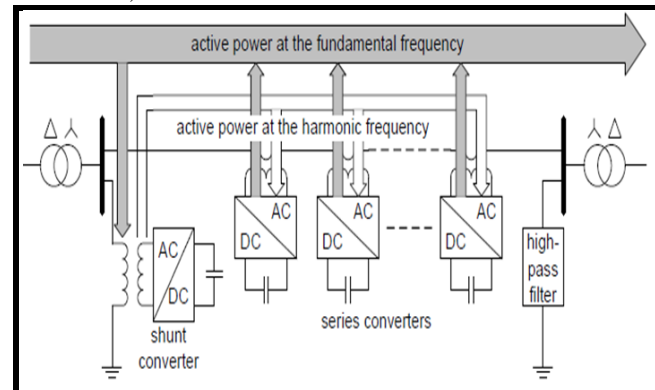 active power at the fundamental frequency
active power at the harmonic frequency
Δ
Δ
AC
DC
AC
DC
AC
DC
AC
DC
high-
pass
filter
shunt
converter
series converters